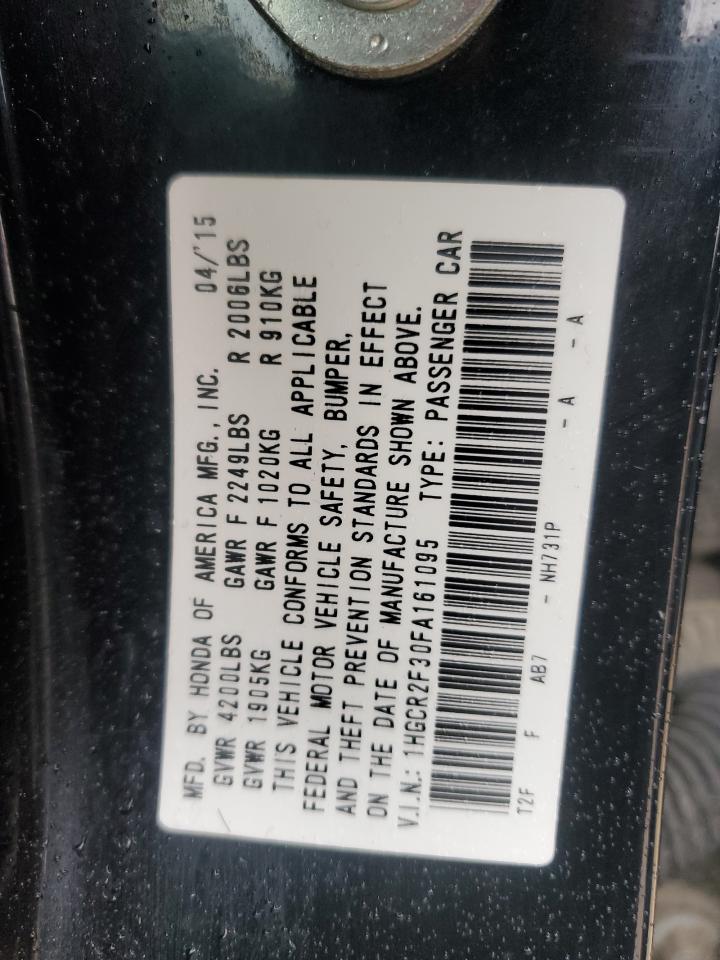 MFD. BY HONDA OF AMERICA MFG., INC. 04/'15
GVWR 4200LBS GAWR F 2249LBS R 2006LBS
GVWR 1905KG GAWR F 1020KG R 910KG
THIS VEHICLE CONFORMS TO ALL APPLICABLE
FEDERAL MOTOR VEHICLE SAFETY, BUMPER,
AND THEFT PREVENTION STANDARDS IN EFFECT
ON THE DATE OF MANUFACTURE SHOWN ABOVE.
V.I.N.: 1HGCR2F30FA161095 TYPE: PASSENGER CAR
T2F F AB7 - NH731P - A - A